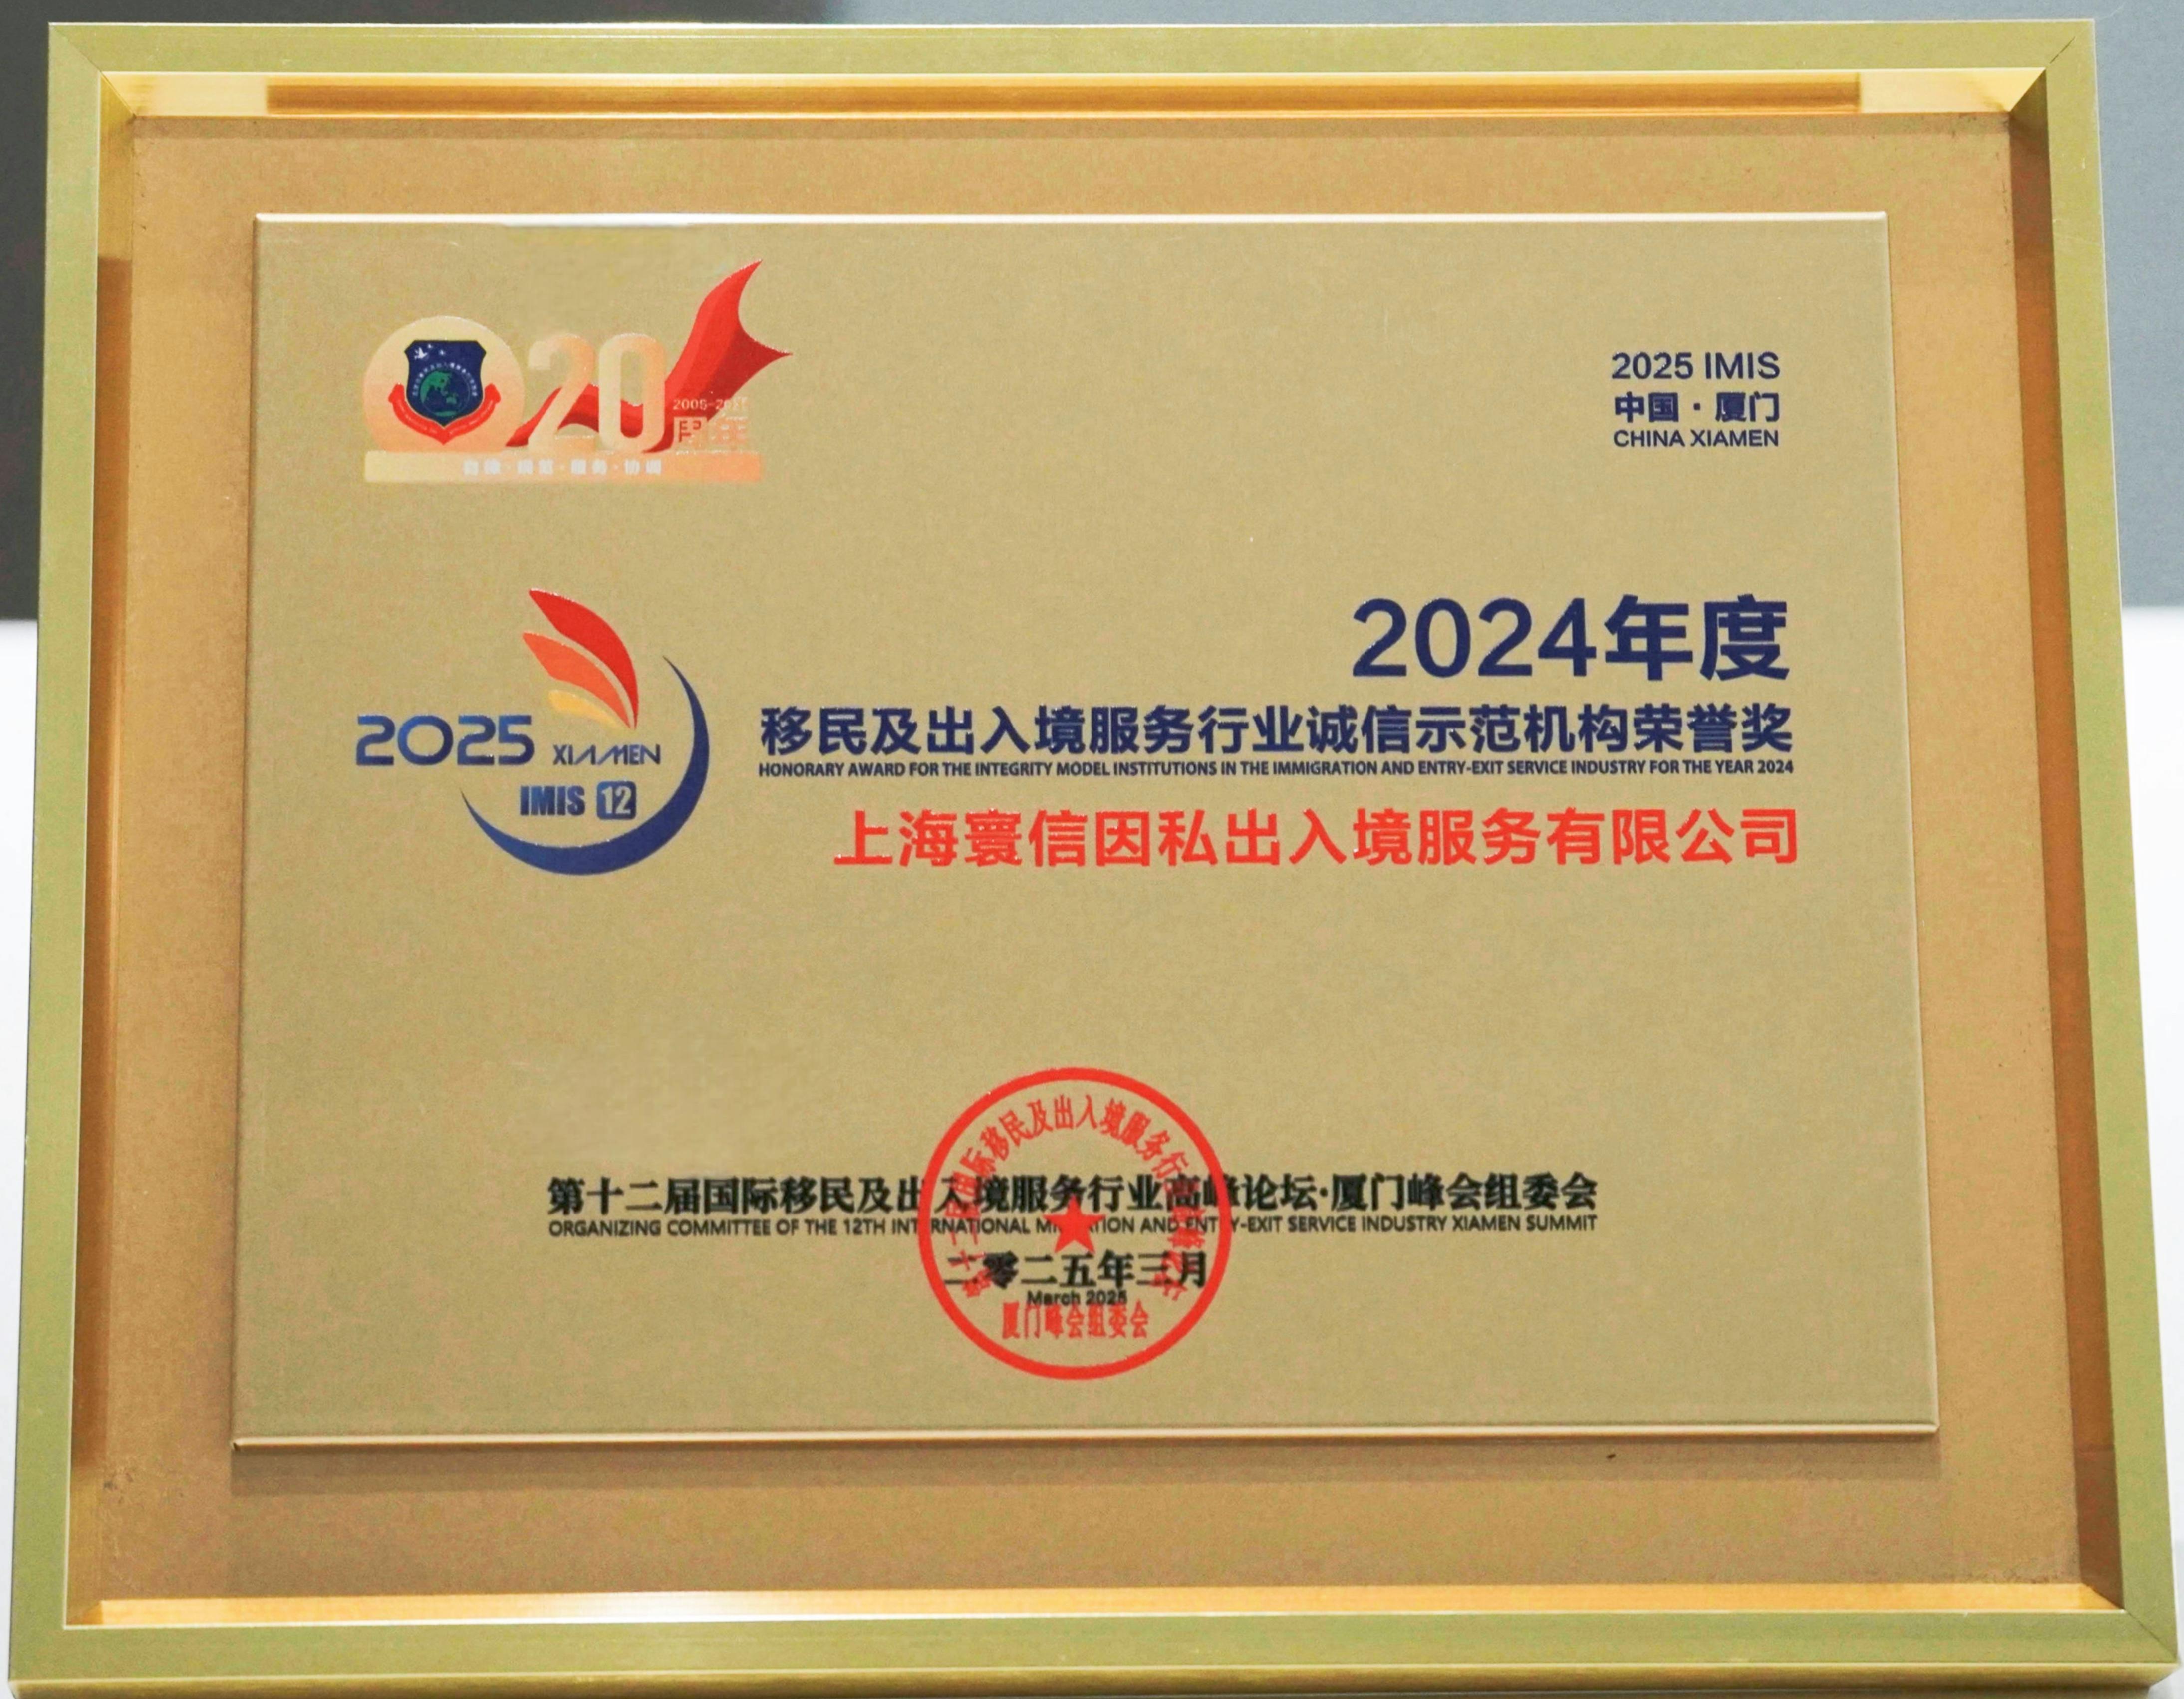 20
周年
2025 IMIS
中国·厦门
CHINA XIAMEN
2024年度
2025 XIAMEN
IMIS 12
移民及出入境服务行业诚信示范机构荣誉奖
HONORARY AWARD FOR THE INTEGRITY MODEL INSTITUTIONS IN THE IMMIGRATION AND ENTRY-EXIT SERVICE INDUSTRY FOR THE YEAR 2024
上海寰信因私出入境服务有限公司
第十二届国际移民及出入境服务行业高峰论坛·厦门峰会组委会
ORGANIZING COMMITTEE OF THE 12TH INTERNATIONAL MIGRATION AND ENTRY-EXIT SERVICE INDUSTRY XIAMEN SUMMIT
二零二五年三月
March 2025
厦门峰会组委会